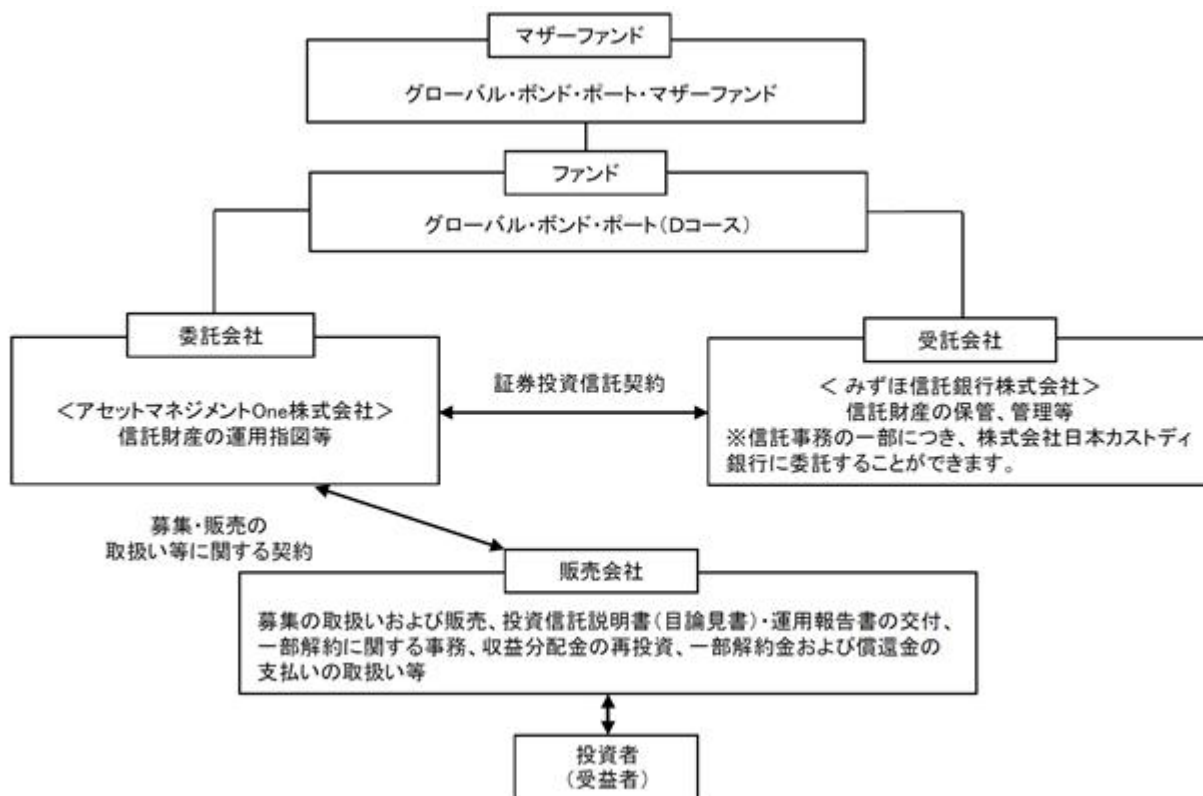 マザーファンド
グローバル・ボンド・ポート・マザーファンド
ファンド
グローバル・ボンド・ポート(Dコース)
委託会社
<アセットマネジメントOne株式会社>
信託財産の運用指図等
証券投資信託契約
受託会社
< みずほ信託銀行株式会社>
信託財産の保管、管理等
※信託事務の一部につき、株式会社日本カストディ
銀行に委託することができます。
募集・販売の
取扱い等に関する契約
販売会社
募集の取扱いおよび販売、投資信託説明書(目論見書)・運用報告書の交付、
一部解約に関する事務、収益分配金の再投資、一部解約金および償還金の
支払いの取扱い等
投資者
(受益者)